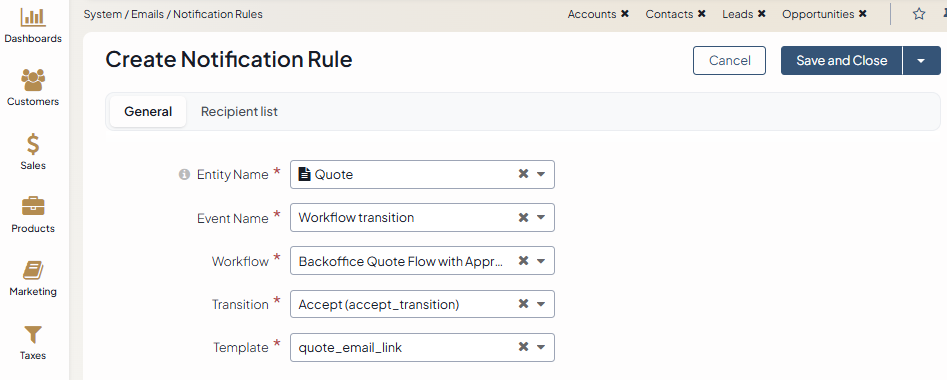 System / Emails / Notification Rules
Accounts ✖ Contacts ✖ Leads ✖ Opportunities ✖
Dashboards
Customers
Sales
Products
Marketing
Taxes
Create Notification Rule
Cancel
Save and Close
General
Recipient list
Entity Name * Quote
Event Name * Workflow transition
Workflow * Backoffice Quote Flow with Appr...
Transition * Accept (accept_transition)
Template * quote_email_link